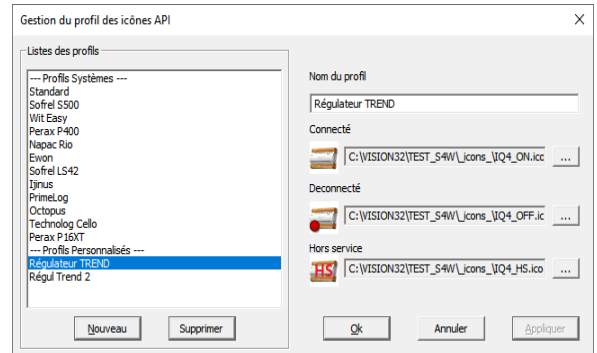 Gestion du profil des icônes API
Listes des profils
--- Profils Systèmes ---
Standard
Sofrel S500
Wit Easy
Perax P400
Napac Rio
Ewon
Sofrel LS42
Ijinus
PrimeLog
Octopus
Technolog Cello
Perax P16XT
--- Profils Personnalisés ---
Régulateur TREND
Régul Trend 2
Nouveau
Supprimer
Nom du profil
Régulateur TREND
Connecté
C:\VISION32\TEST_S4W\_icons_\IQ4_ON.icc
...
Deconnecté
C:\VISION32\TEST_S4W\_icons_\IQ4_OFF.ic
...
Hors service
HS
C:\VISION32\TEST_S4W\_icons_\IQ4_HS.ico
...
Ok
Annuler
Appliquer